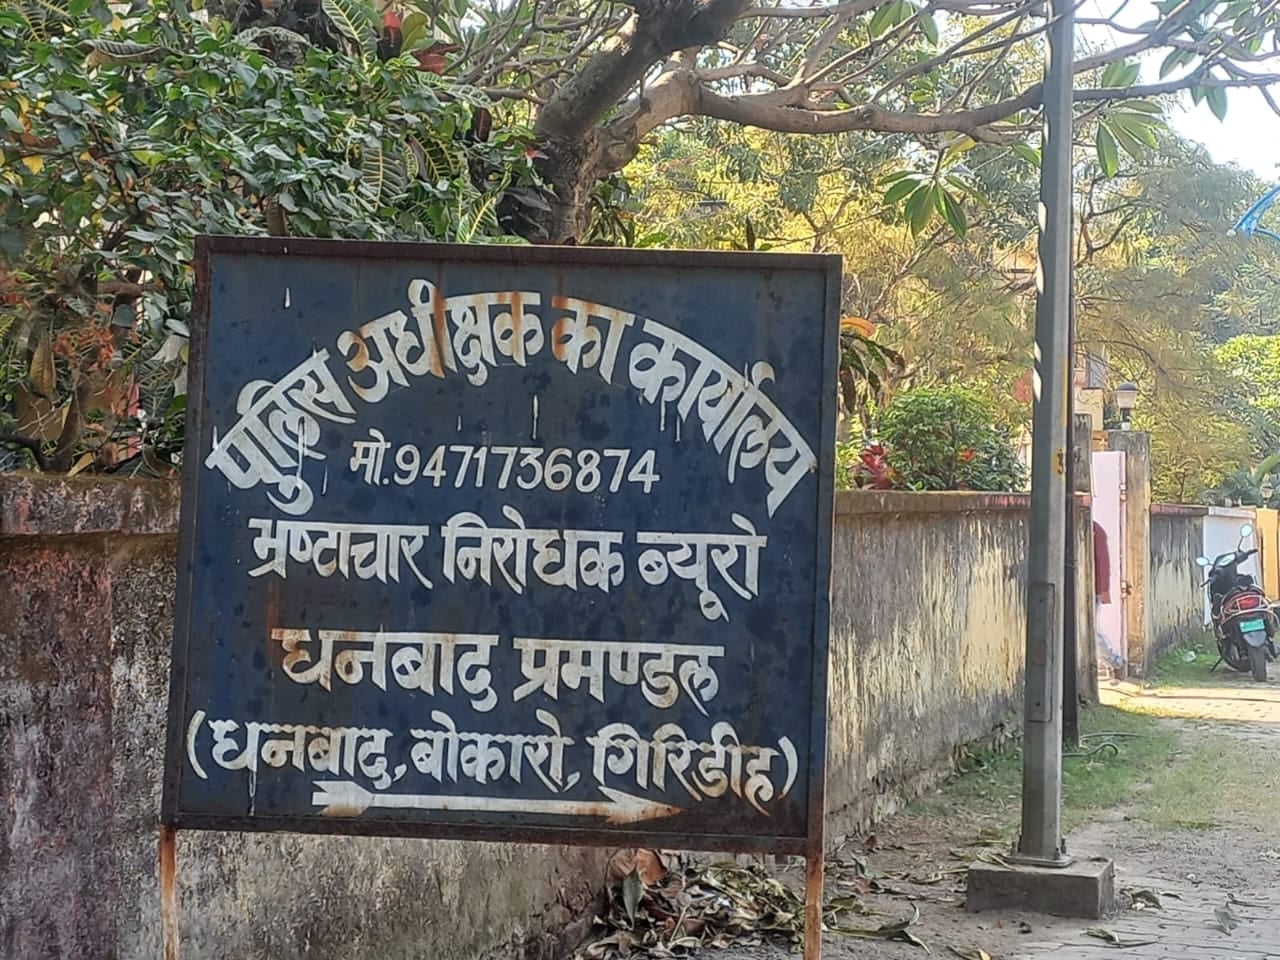 पुलिस अधीक्षक का कार्यालय
मो.9471736874
भ्रष्टाचार निरोधक ब्यूरो
धनबाद प्रमण्डल
(धनबाद, बोकारो, गिरिडीह)